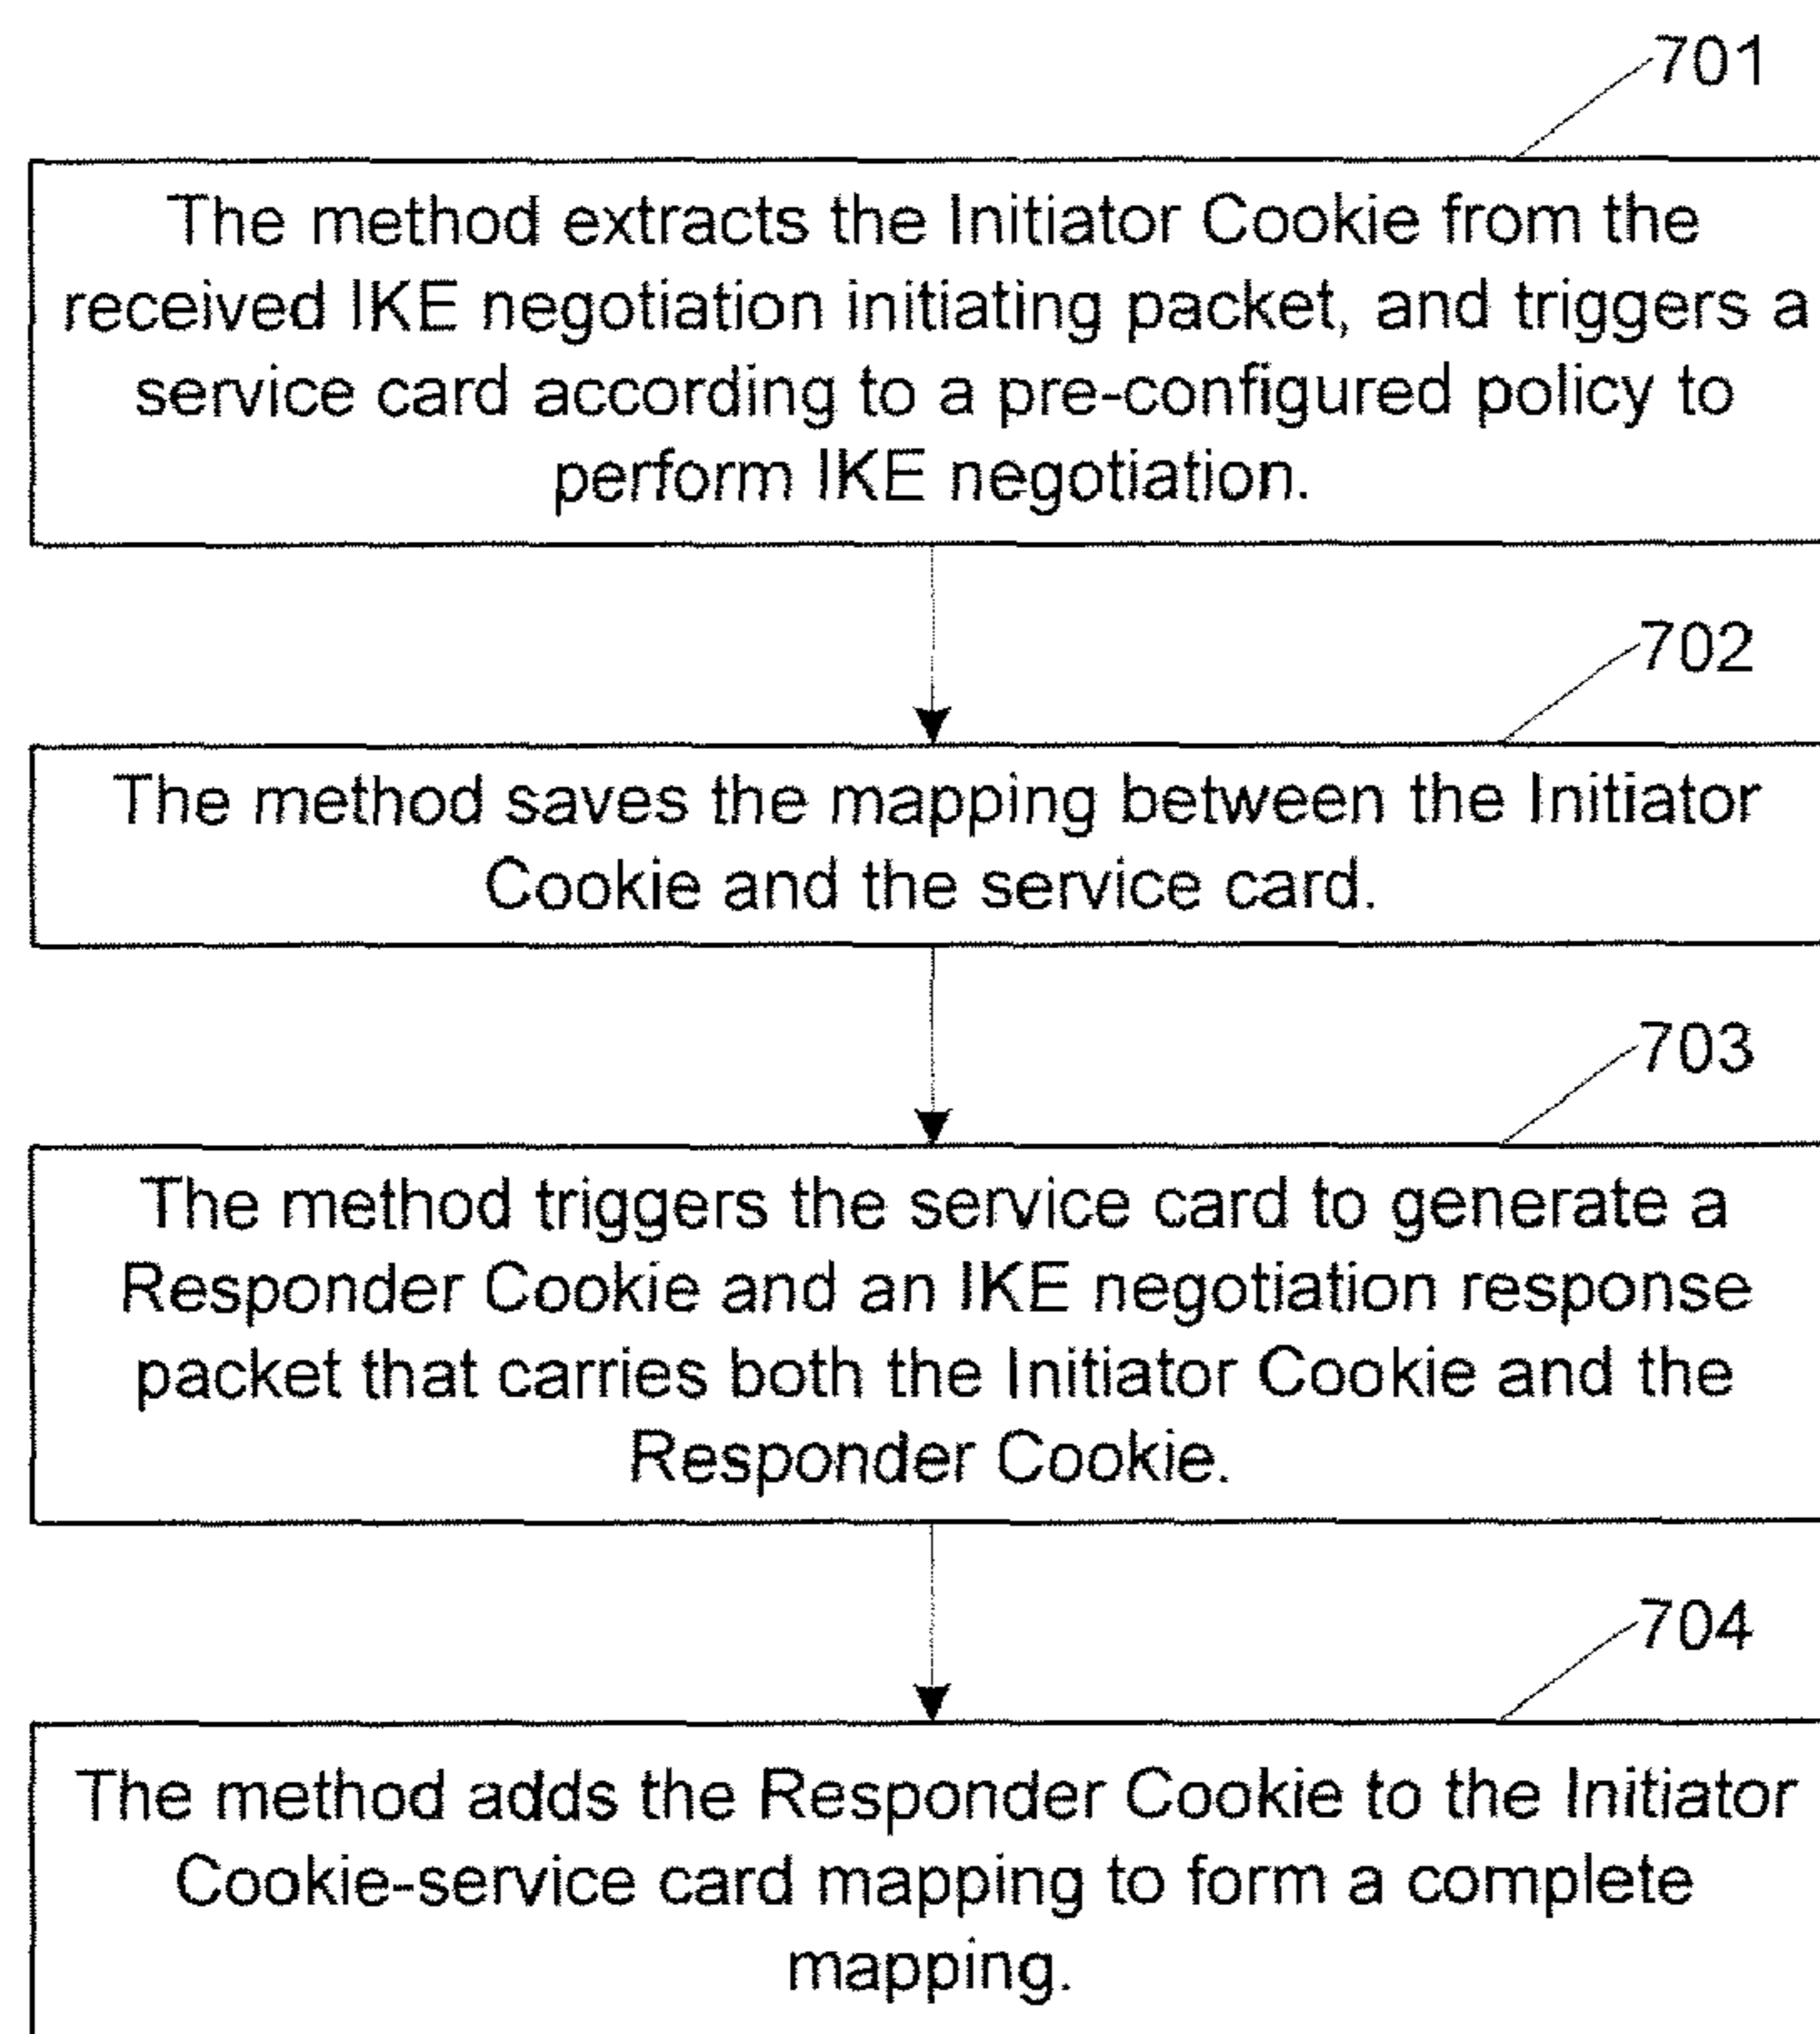 701
The method extracts the Initiator Cookie from the
received IKE negotiation initiating packet, and triggers a
service card according to a pre-configured policy to
perform IKE negotiation.
702
The method saves the mapping between the Initiator
Cookie and the service card.
703
The method triggers the service card to generate a
Responder Cookie and an IKE negotiation response
packet that carries both the Initiator Cookie and the
Responder Cookie.
704
The method adds the Responder Cookie to the Initiator
Cookie-service card mapping to form a complete
mapping.